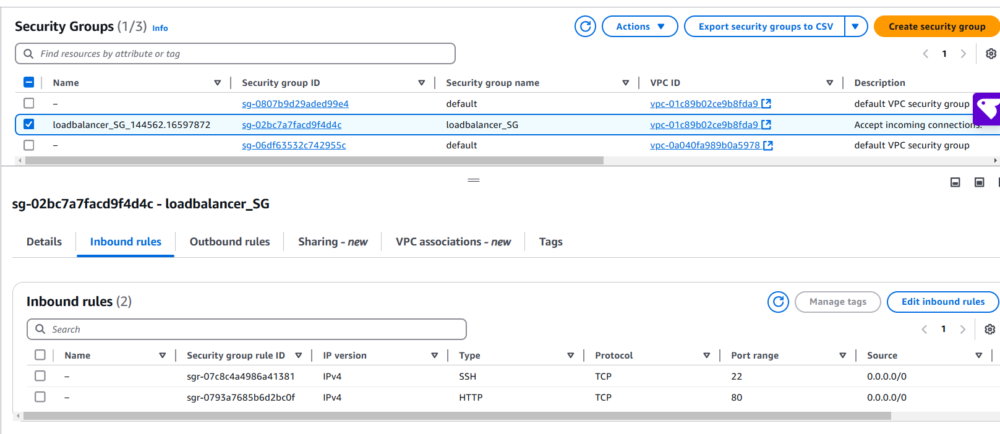 Security Groups (1/3) Info
Actions
Export security groups to CSV
Create security group
Find resources by attribute or tag
1
Name Security group ID Security group name VPC ID Description
– sg-0807b9d29aded99e4 default vpc-01c89b02ce9b8fda9 default VPC security group
loadbalancer_SG_144562.16597872 sg-02bc7a7facd9f4d4c loadbalancer_SG vpc-01c89b02ce9b8fda9 Accept incoming connections.
– sg-06df63532c742955c default vpc-0a040fa989b0a5978 default VPC security group
sg-02bc7a7facd9f4d4c - loadbalancer_SG
Details Inbound rules Outbound rules Sharing - new VPC associations - new Tags
Inbound rules (2)
Manage tags
Edit inbound rules
Search
1
Name Security group rule ID IP version Type Protocol Port range Source
– sgr-07c8c4a4986a41381 IPv4 SSH TCP 22 0.0.0.0/0
– sgr-0793a7685b6d2bc0f IPv4 HTTP TCP 80 0.0.0.0/0